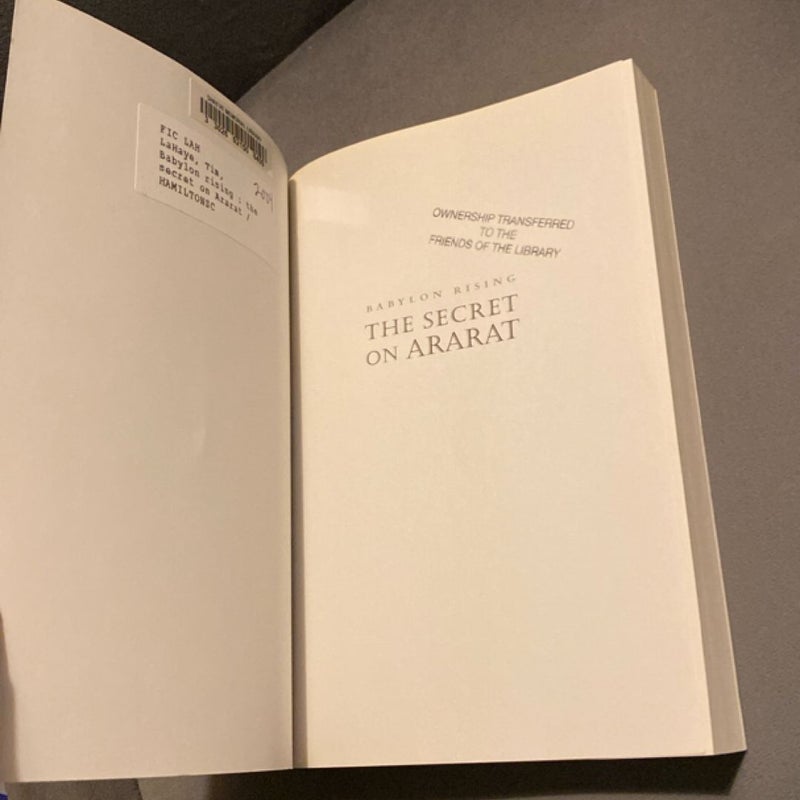 FIC LAH
LaHaye, Tim,
Babylon rising : the
secret on Ararat /
HAMILTONSC
2004
OWNERSHIP TRANSFERRED
TO THE
FRIENDS OF THE LIBRARY
BABYLON RISING
THE SECRET
ON ARARAT